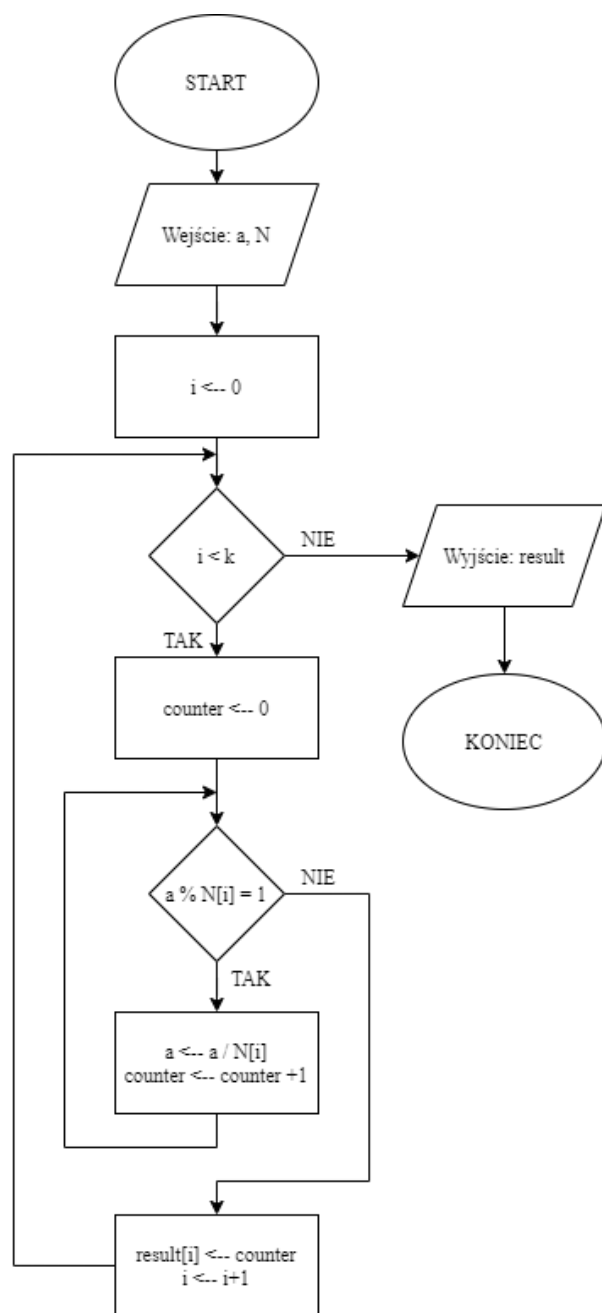 START
Wejście: a, N
i <-- 0
i < k
NIE
Wyjście: result
TAK
counter <-- 0
KONIEC
a % N[i] = 1
NIE
TAK
a <-- a / N[i]
counter <-- counter +1
result[i] <-- counter
i <-- i+1